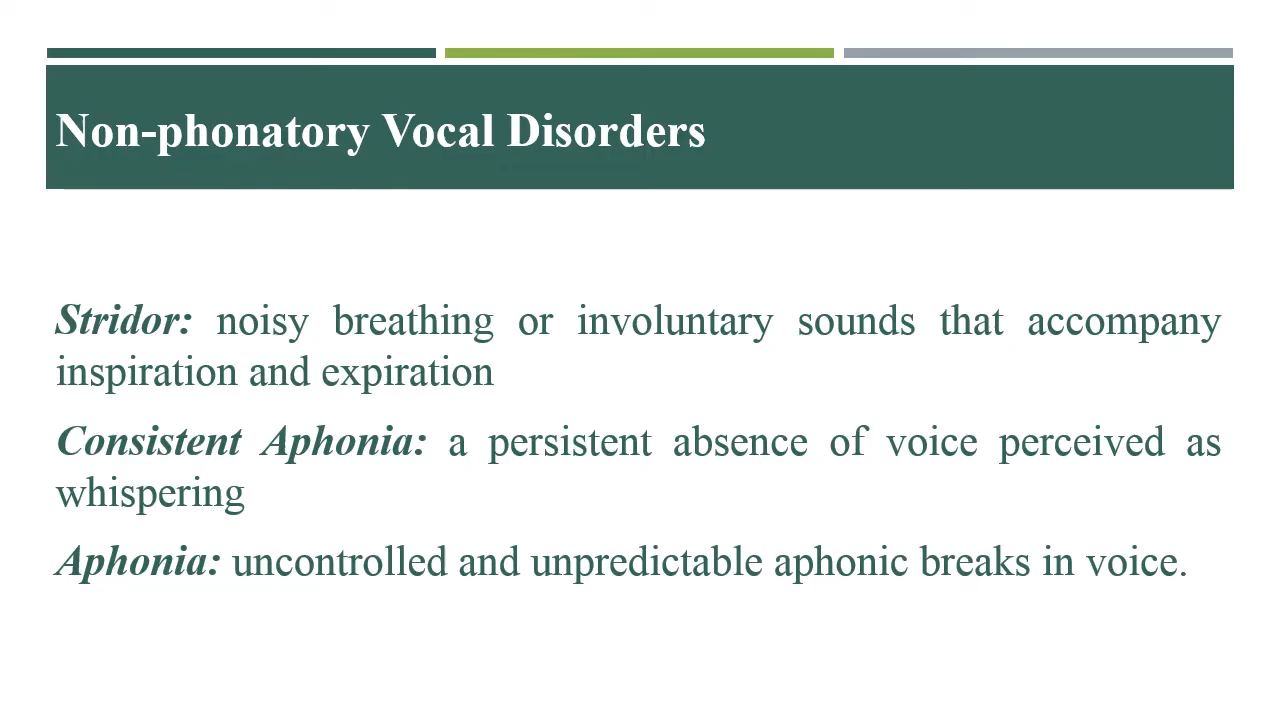 Non-phonatory Vocal Disorders
Stridor: noisy breathing or involuntary sounds that accompany
inspiration and expiration
Consistent Aphonia: a persistent absence of voice perceived as
whispering
Aphonia: uncontrolled and unpredictable aphonic breaks in voice.